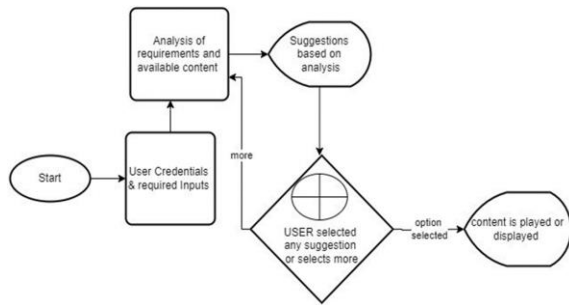 Start
User Credentials
& required Inputs
Analysis of
requirements and
available content
Suggestions
based on
analysis
more
USER selected
any suggestion
or selects more
option
selected
content is played or
displayed